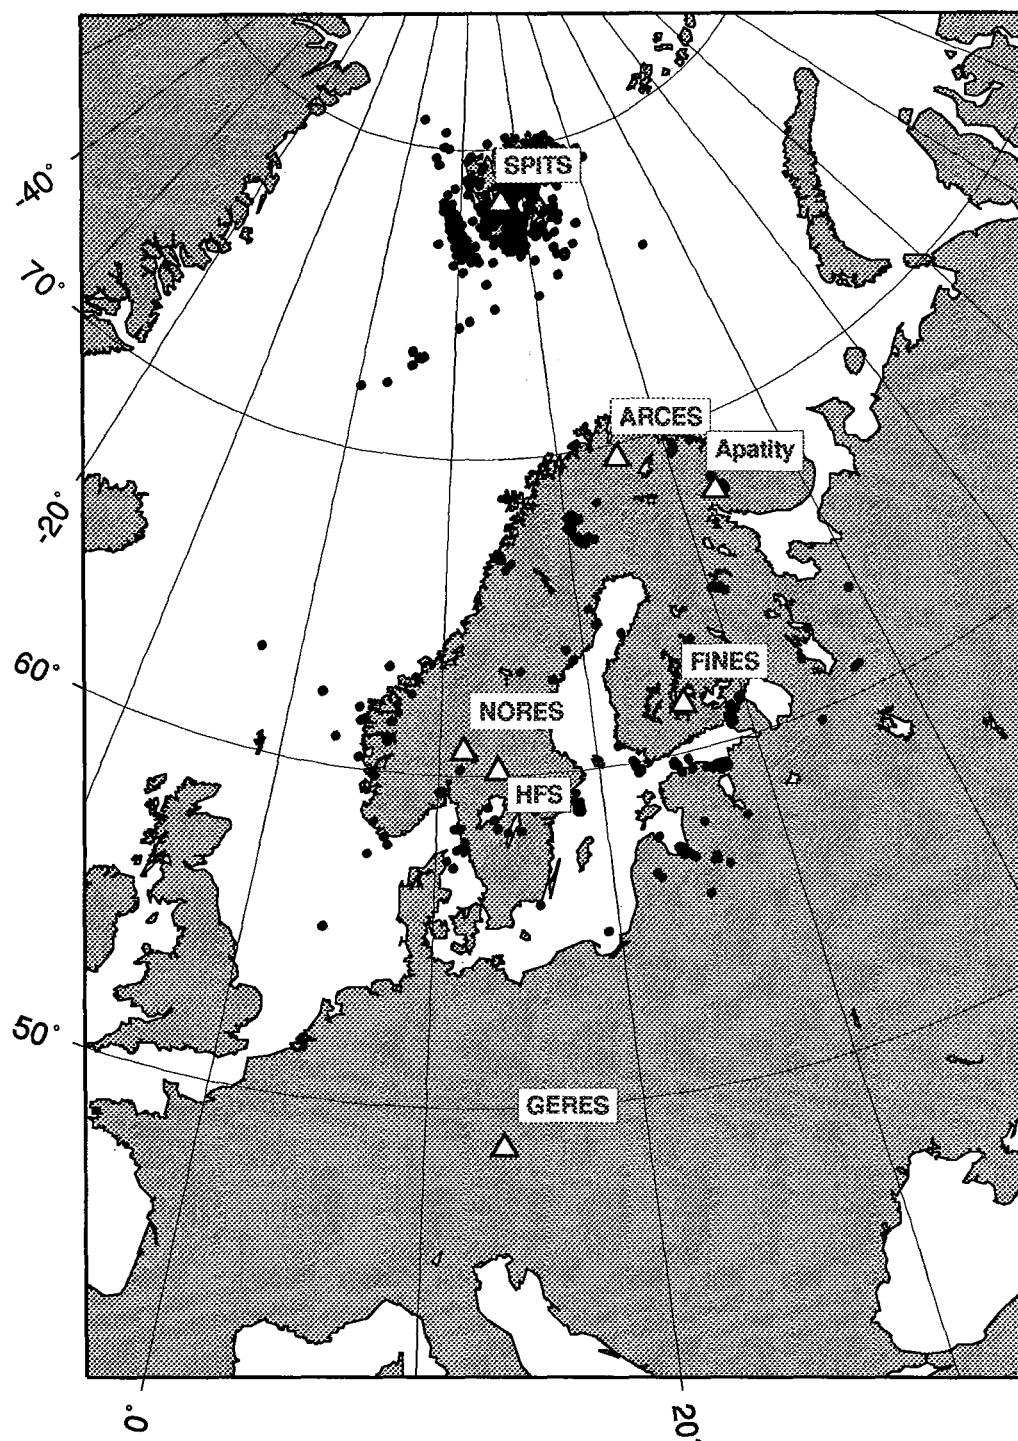 SPITS
-40°
70°
ARCES
Apatity
-20°
60°
FINES
NORES
HFS
50°
GERES
0°
20°